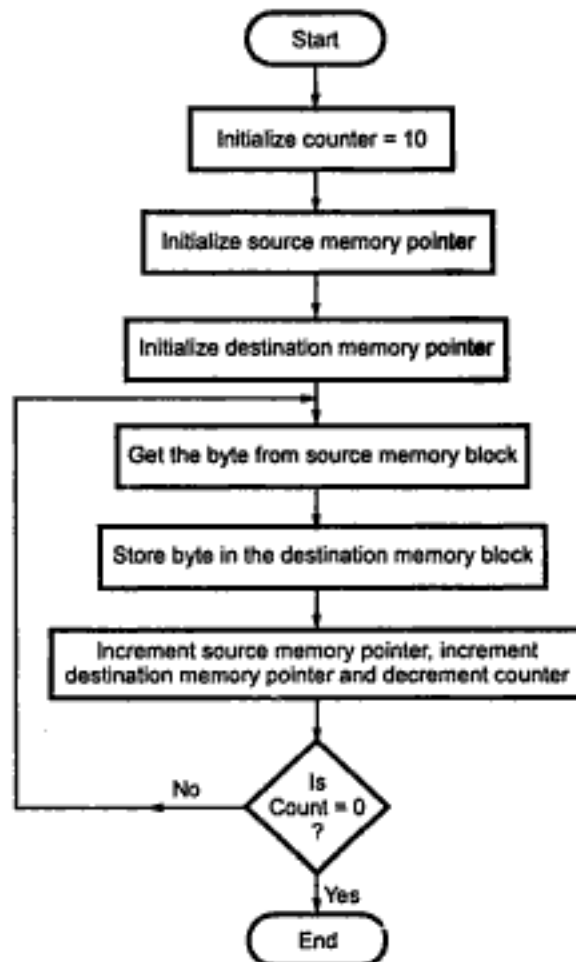 Start
Initialize counter = 10
Initialize source memory pointer
Initialize destination memory pointer
Get the byte from source memory block
Store byte in the destination memory block
Increment source memory pointer, increment
destination memory pointer and decrement counter
Is
Count = 0
?
No
Yes
End